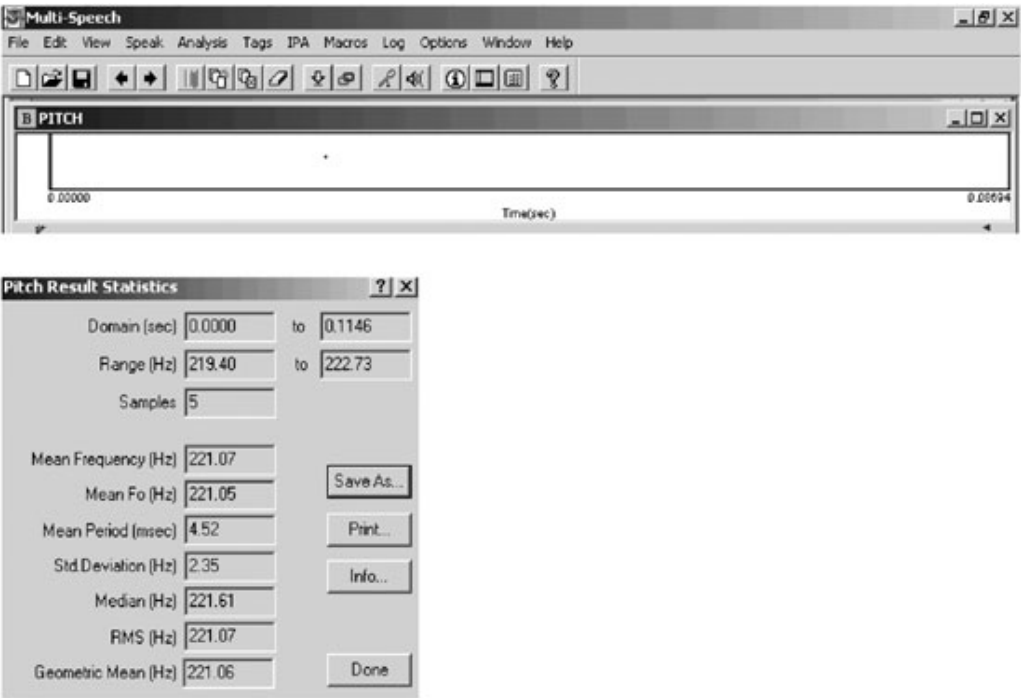 Multi-Speech
File Edit View Speak Analysis Tags IPA Macros Log Options Window Help
B PITCH
0.00000 0.08694
Time(sec)
Pitch Result Statistics
Domain (sec) 0.0000 to 0.1146
Range (Hz) 219.40 to 222.73
Samples 5
Mean Frequency (Hz) 221.07
Save As...
Mean Fo (Hz) 221.05
Mean Period (msec) 4.52
Print...
Std.Deviation (Hz) 2.35
Info...
Median (Hz) 221.61
RMS (Hz) 221.07
Geometric Mean (Hz) 221.06
Done